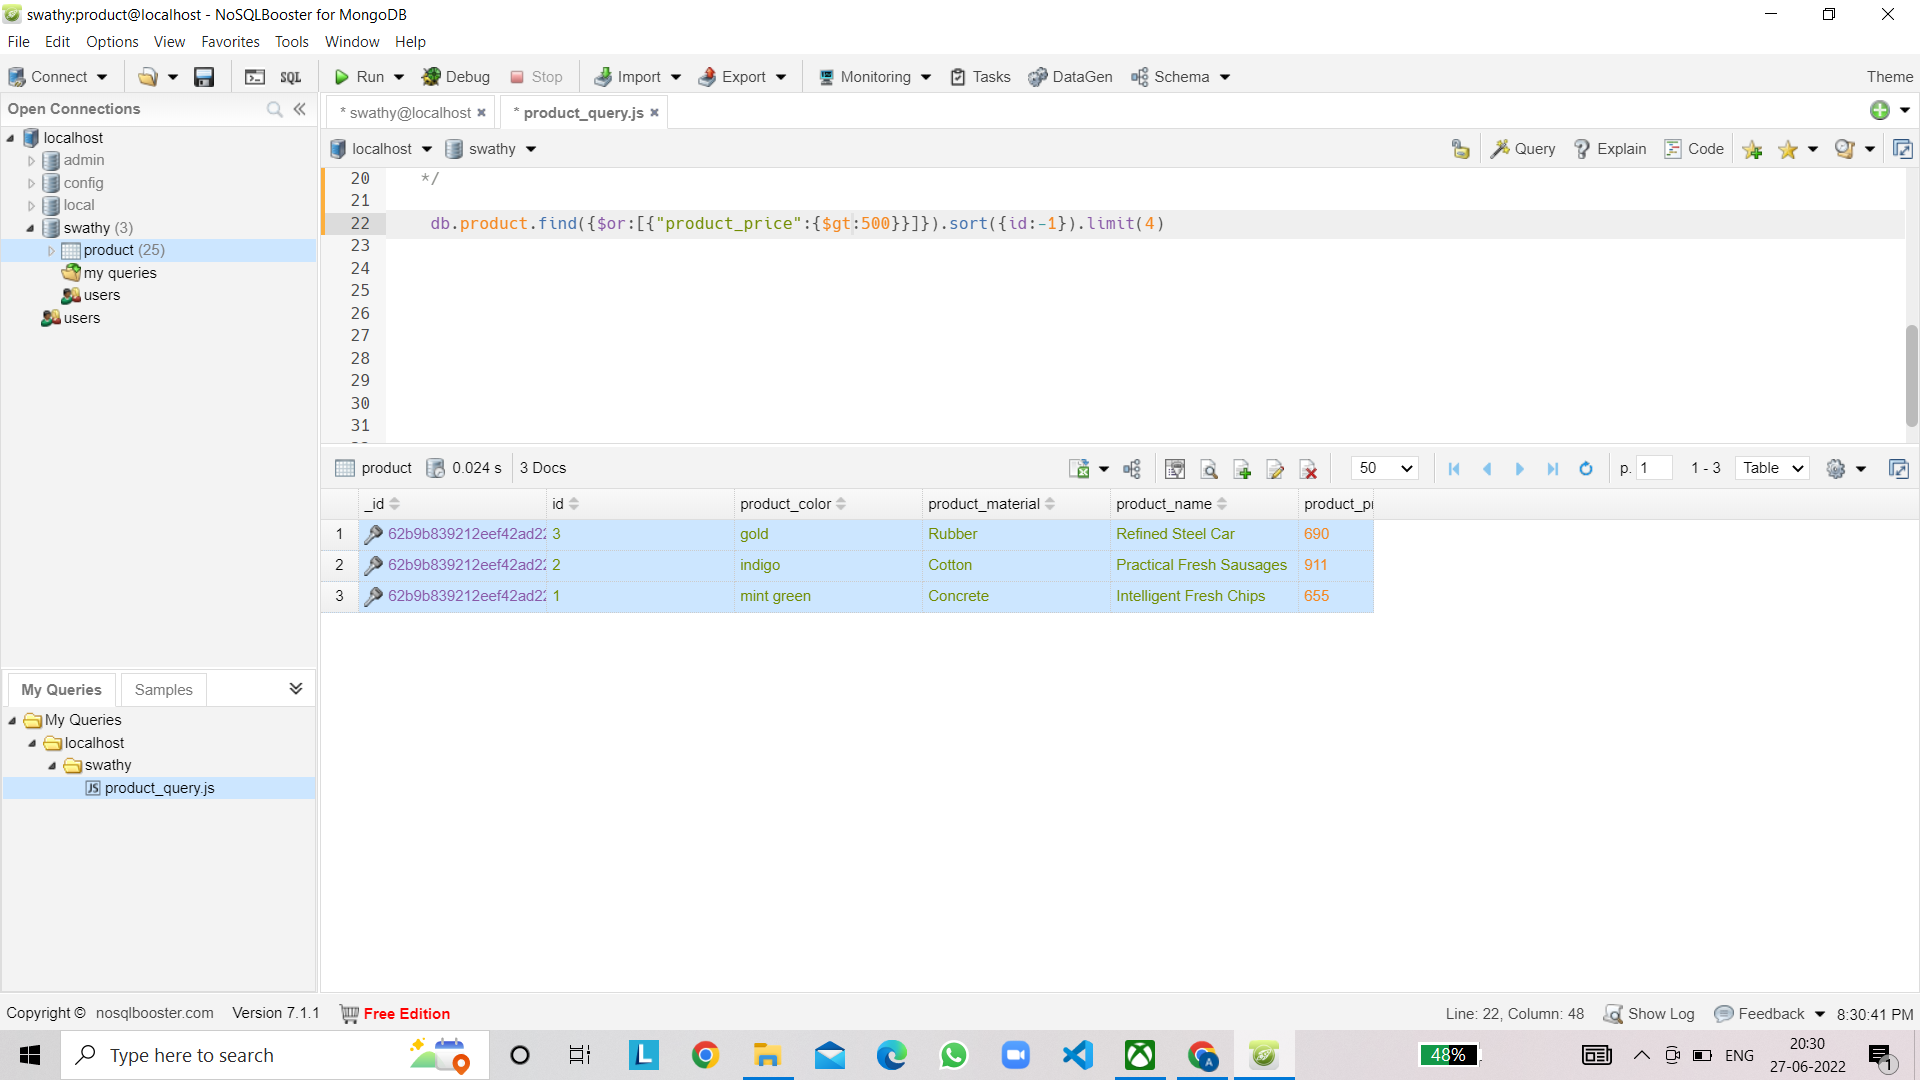 swathy:product@localhost - NoSQLBooster for MongoDB
File Edit Options View Favorites Tools Window Help
Connect SQL Run Debug Stop Import Export Monitoring Tasks DataGen Schema Theme
Open Connections
localhost
admin
config
local
swathy (3)
product (25)
my queries
users
users
* swathy@localhost * product_query.js
localhost swathy Query Explain Code
20 */
21
22 db.product.find({$or:[{"product_price":{$gt:500}}]}).sort({id:-1}).limit(4)
23
24
25
26
27
28
29
30
31
product 0.024 s 3 Docs 50 p. 1 1 - 3 Table
_id id product_color product_material product_name product_p
1 62b9b839212eef42ad22 3 gold Rubber Refined Steel Car 690
2 62b9b839212eef42ad22 2 indigo Cotton Practical Fresh Sausages 911
3 62b9b839212eef42ad22 1 mint green Concrete Intelligent Fresh Chips 655
My Queries Samples
My Queries
localhost
swathy
JS product_query.js
Copyright © nosqlbooster.com Version 7.1.1 Free Edition Line: 22, Column: 48 Show Log Feedback 8:30:41 PM
Type here to search L A 48% ENG 20:30
27-06-2022 1